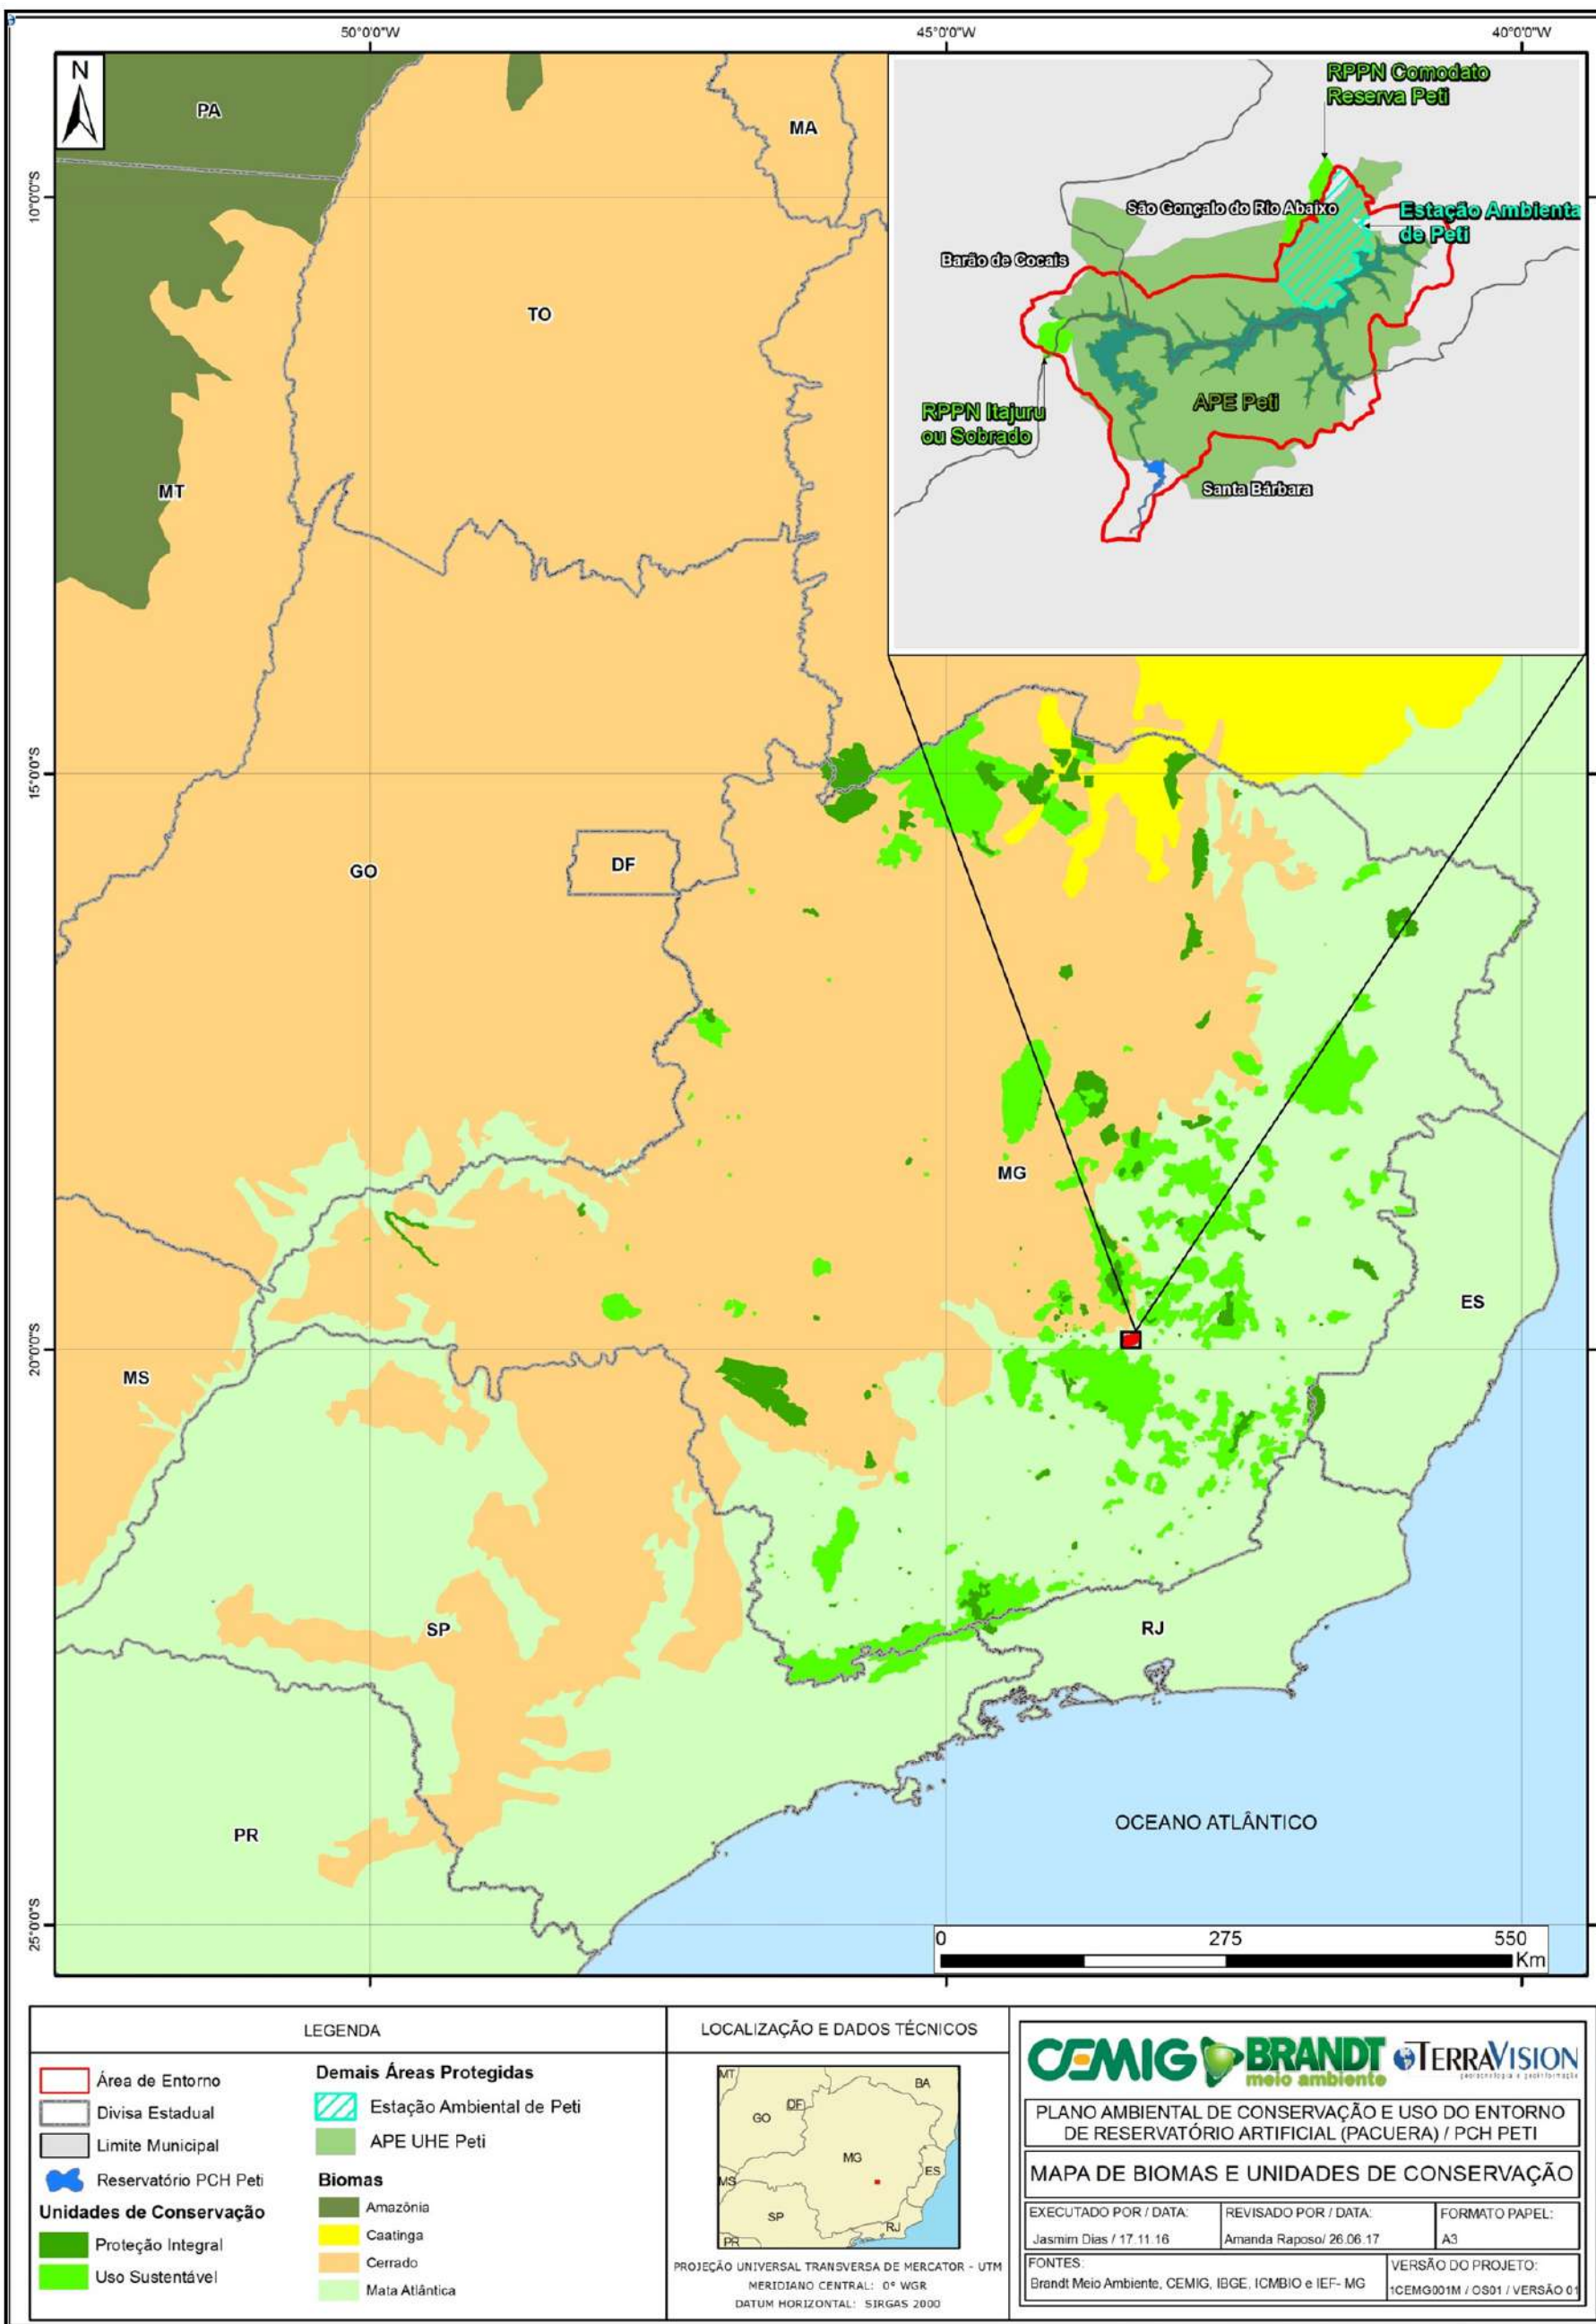 50°0'0"W
45°0'0"W
40°0'0"W
N
PA
MA
RPPN Comodato
Reserva Peti
10°0'0"S
São Gonçalo do Rio Abaixo
Estação Ambienta
de Peti
Barão de Cocais
TO
APE Peti
RPPN Itajuru
ou Sobrado
MT
Santa Bárbara
15°0'0"S
GO
DF
MG
ES
20°0'0"S
MS
SP
RJ
PR
OCEANO ATLÂNTICO
25°0'0"S
0
275
550
Km
LEGENDA
Área de Entorno
Divisa Estadual
Limite Municipal
Reservatório PCH Peti
Unidades de Conservação
Proteção Integral
Uso Sustentável
Demais Áreas Protegidas
Estação Ambiental de Peti
APE UHE Peti
Biomas
Amazônia
Caatinga
Cerrado
Mata Atlântica
LOCALIZAÇÃO E DADOS TÉCNICOS
MT
BA
DF
GO
MG
MS
ES
SP
RJ
PR
PROJEÇÃO UNIVERSAL TRANSVERSA DE MERCATOR - UTM
MERIDIANO CENTRAL: 0° WGR
DATUM HORIZONTAL: SIRGAS 2000
CEMIG
BRANDT
meio ambiente
TERRAVISION
geotecnologia e geoinformação
PLANO AMBIENTAL DE CONSERVAÇÃO E USO DO ENTORNO
DE RESERVATÓRIO ARTIFICIAL (PACUERA) / PCH PETI
MAPA DE BIOMAS E UNIDADES DE CONSERVAÇÃO
EXECUTADO POR / DATA:
Jasmim Dias / 17.11.16
REVISADO POR / DATA:
Amanda Raposo/ 26.06.17
FORMATO PAPEL:
A3
FONTES:
Brandt Meio Ambiente, CEMIG, IBGE, ICMBIO e IEF- MG
VERSÃO DO PROJETO:
1CEMG001M / OS01 / VERSÃO 01